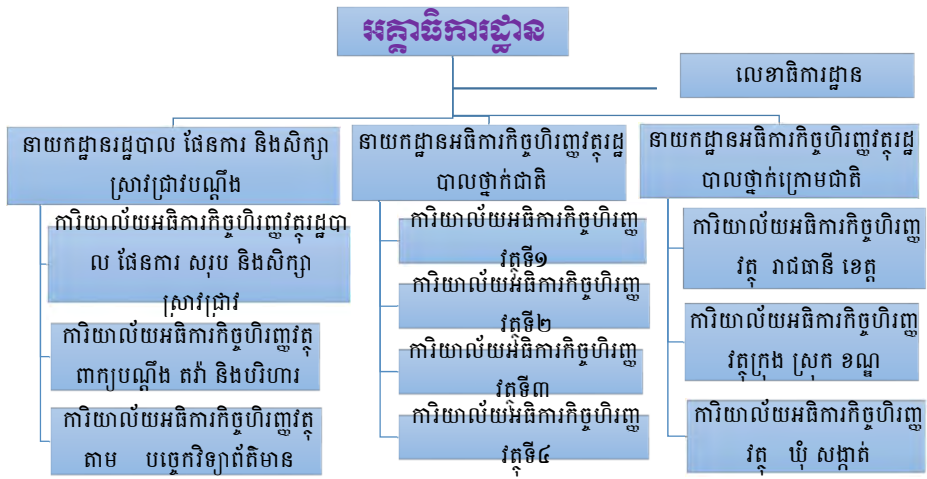 អគ្គាធិការដ្ឋាន
លេខាធិការដ្ឋាន
នាយកដ្ឋានរដ្ឋបាល ផែនការ និងសិក្សា
ស្រាវជ្រាវបណ្ដឹង
ការិយាល័យអធិការកិច្ចហិរញ្ញវត្ថុរដ្ឋបា
ល ផែនការ សរុប និងសិក្សា
ស្រាវជ្រាវ
ការិយាល័យអធិការកិច្ចហិរញ្ញវត្ថុ
ពាក្យបណ្ដឹង តវ៉ា និងបរិហារ
ការិយាល័យអធិការកិច្ចហិរញ្ញវត្ថុ
តាម បច្ចេកវិទ្យាព័ត៌មាន
នាយកដ្ឋានអធិការកិច្ចហិរញ្ញវត្ថុរដ្ឋ
បាលថ្នាក់ជាតិ
ការិយាល័យអធិការកិច្ចហិរញ្ញ
វត្ថុទី១
ការិយាល័យអធិការកិច្ចហិរញ្ញ
វត្ថុទី២
ការិយាល័យអធិការកិច្ចហិរញ្ញ
វត្ថុទី៣
ការិយាល័យអធិការកិច្ចហិរញ្ញ
វត្ថុទី៤
នាយកដ្ឋានអធិការកិច្ចហិរញ្ញវត្ថុរដ្ឋ
បាលថ្នាក់ក្រោមជាតិ
ការិយាល័យអធិការកិច្ចហិរញ្ញ
វត្ថុ រាជធានី ខេត្ត
ការិយាល័យអធិការកិច្ចហិរញ្ញ
វត្ថុក្រុង ស្រុក ខណ្ឌ
ការិយាល័យអធិការកិច្ចហិរញ្ញ
វត្ថុ ឃុំ សង្កាត់